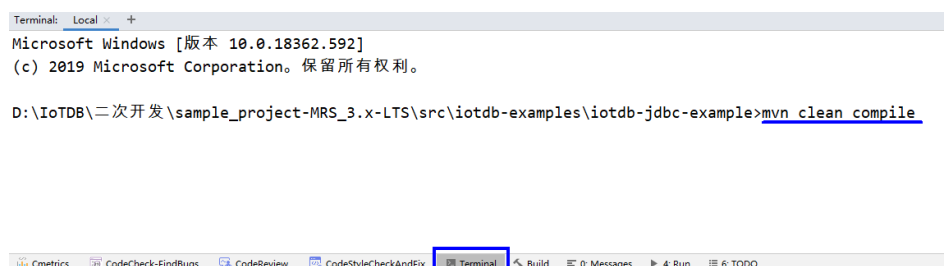 Terminal: Local × +
Microsoft Windows [版本 10.0.18362.592]
(c) 2019 Microsoft Corporation。保留所有权利。
D:\IoTDB\二次开发\sample_project-MRS_3.x-LTS\src\iotdb-examples\iotdb-jdbc-example>mvn clean compile
Cmetrics CodeCheck-FindBugs CodeReview CodeStyleCheckAndFix Terminal Build 0: Messages 4: Run 6: TODO